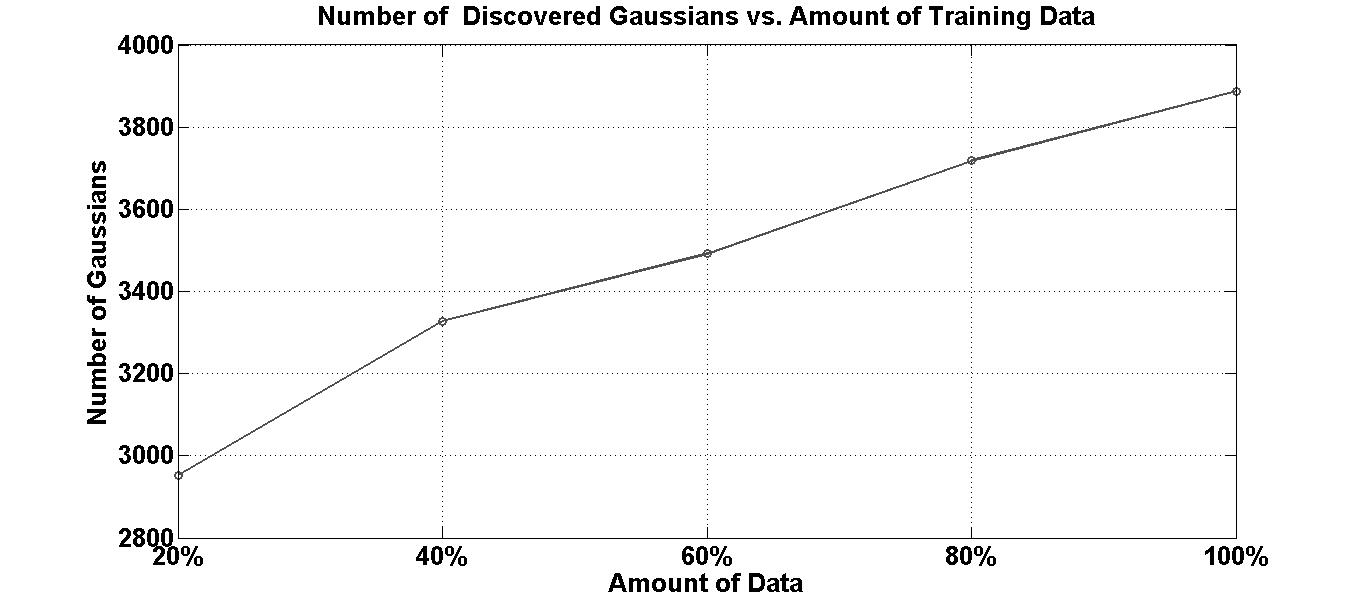 Number of  Discovered Gaussians vs. Amount of Training Data
4000
3800
3600
3400
3200
3000
2800
Number of Gaussians
20% 40% 60% 80% 100%
Amount of Data